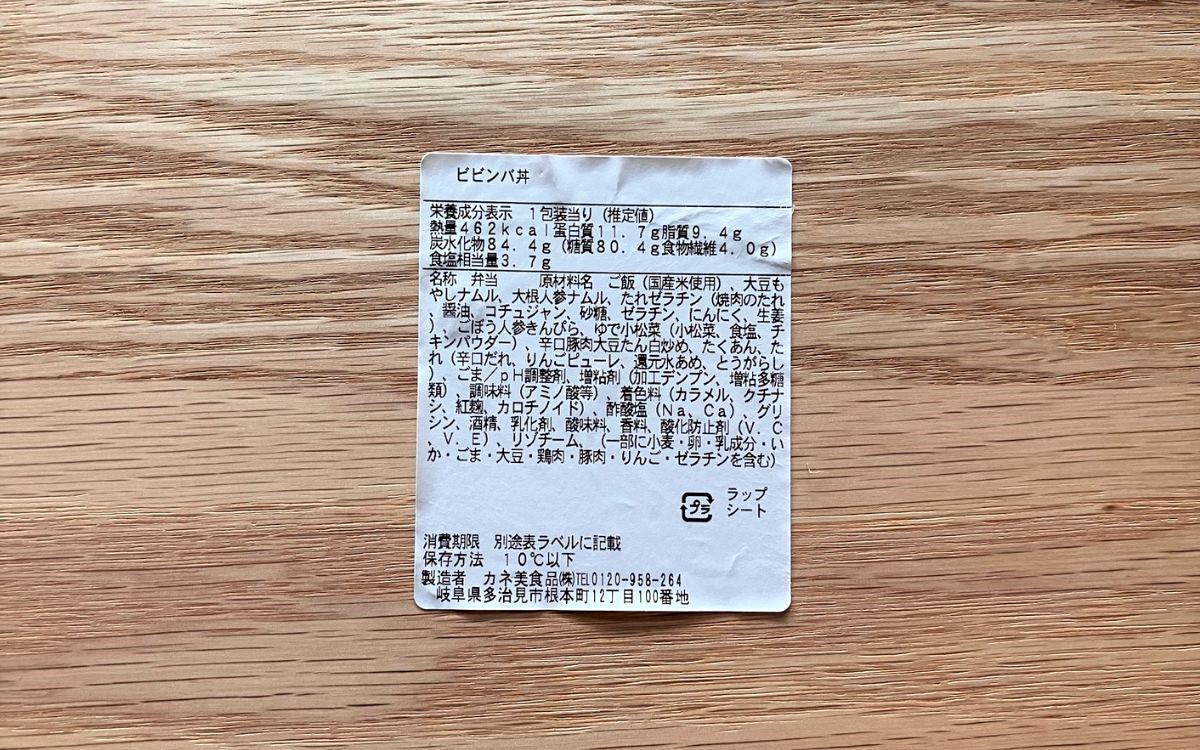 ビビンバ丼
栄養成分表示　1包装当り（推定値）
熱量４６２ｋｃａｌ蛋白質１１．７ｇ脂質９．４ｇ
炭水化物８４．４ｇ（糖質８０．４ｇ食物繊維４．０ｇ）
食塩相当量３．７ｇ
名称　弁当　　原材料名　ご飯（国産米使用）、大豆も
やしナムル、大根人参ナムル、たれゼラチン（焼肉のたれ
、醤油、コチュジャン、砂糖、ゼラチン、にんにく、生姜
）、ごぼう人参きんぴら、ゆで小松菜（小松菜、食塩、チ
キンパウダー）、辛口豚肉大豆たん白炒め、たくあん、た
れ（辛口だれ、りんごピューレ、還元水あめ、とうがらし
）、ごま／ｐＨ調整剤、増粘剤（加工デンプン、増粘多糖
類）、調味料（アミノ酸等）、着色料（カラメル、クチナ
シ、紅麹、カロチノイド）、酢酸塩（Ｎａ、Ｃａ）、グリ
シン、酒精、乳化剤、酸味料、香料、酸化防止剤（Ｖ．Ｃ
、Ｖ．Ｅ）、リゾチーム、（一部に小麦・卵・乳成分・い
か・ごま・大豆・鶏肉・豚肉・りんご・ゼラチンを含む）
プラ
ラップ
シート
消費期限　別途表ラベルに記載
保存方法　１０℃以下
製造者　カネ美食品㈱TEL0120-958-264
岐阜県多治見市根本町12丁目100番地